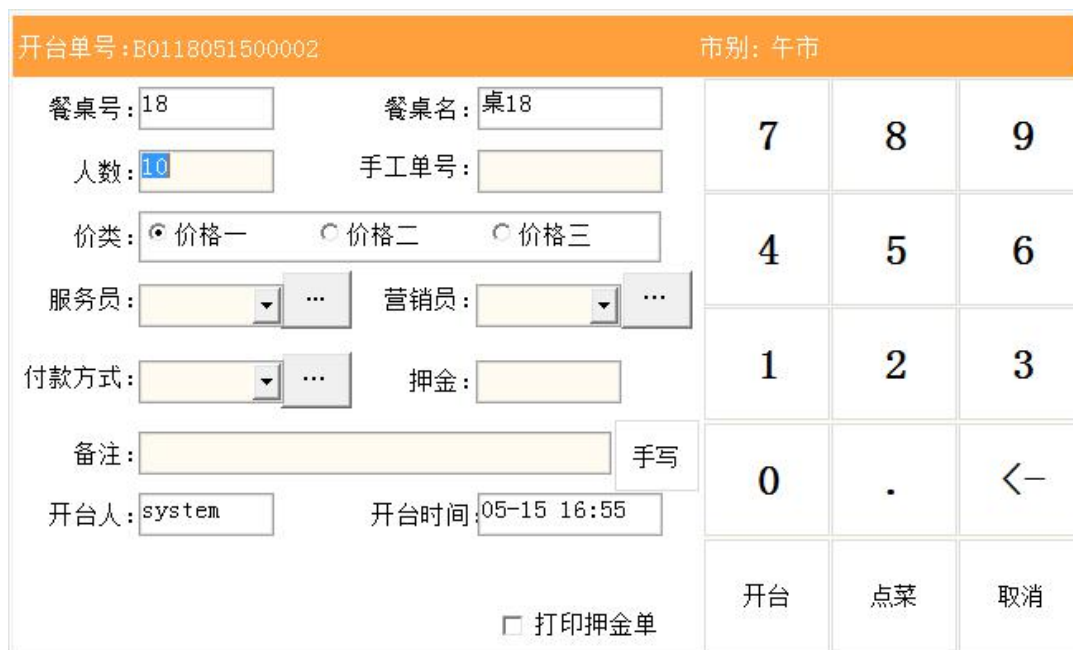 开台单号:B0118051500002 市别: 午市
餐桌号: 18 餐桌名: 桌18
人数: 10 手工单号:
价类: 价格一 价格二 价格三
服务员: ... 营销员: ...
付款方式: ... 押金:
备注: 手写
开台人: system 开台时间: 05-15 16:55
打印押金单
7 8 9
4 5 6
1 2 3
0 . <-
开台 点菜 取消